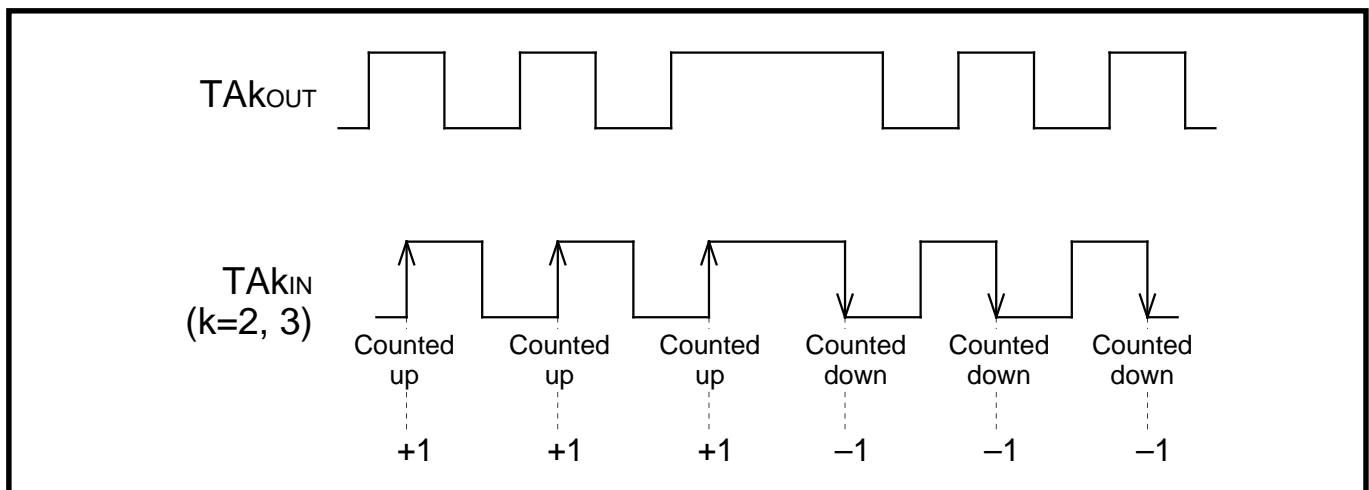 TAkOUT
TAkIN
(k=2, 3)
Counted up
Counted up
Counted up
Counted down
Counted down
Counted down
+1
+1
+1
–1
–1
–1